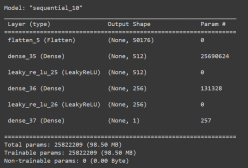 Model: "sequential_10"
Layer (type) Output Shape Param #
flatten_5 (Flatten) (None, 50176) 0
dense_35 (Dense) (None, 512) 25690624
leaky_re_lu_25 (LeakyReLU) (None, 512) 0
dense_36 (Dense) (None, 256) 131328
leaky_re_lu_26 (LeakyReLU) (None, 256) 0
dense_37 (Dense) (None, 1) 257
Total params: 25822209 (98.50 MB)
Trainable params: 25822209 (98.50 MB)
Non-trainable params: 0 (0.00 Byte)